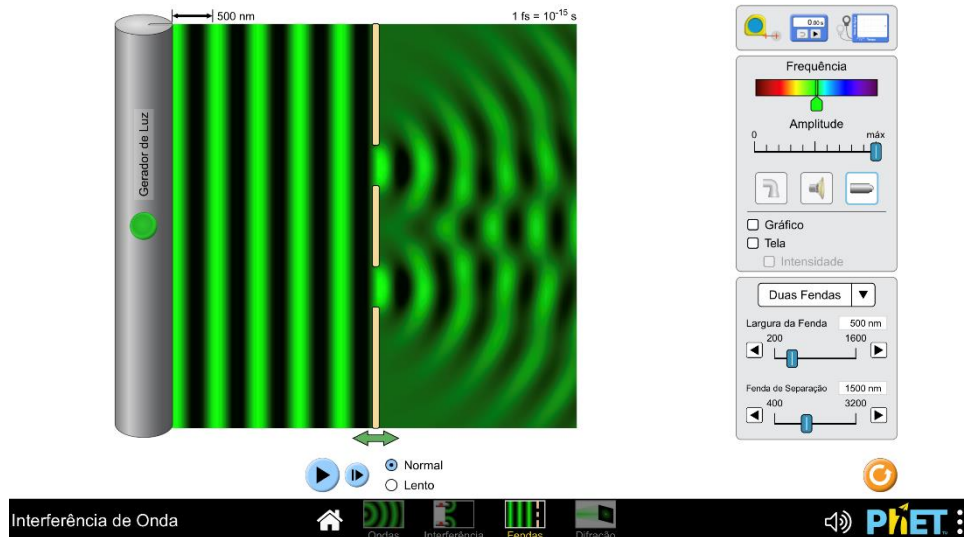 500 nm
1 fs = 10⁻¹⁵ s
Gerador de Luz
0,00 s
Frequência
Amplitude
0 máx
Gráfico
Tela
Intensidade
Duas Fendas
Largura da Fenda 500 nm
200 1600
Fenda de Separação 1500 nm
400 3200
Normal
Lento
Interferência de Onda
Ondas Interferência Fendas Difração
PhET